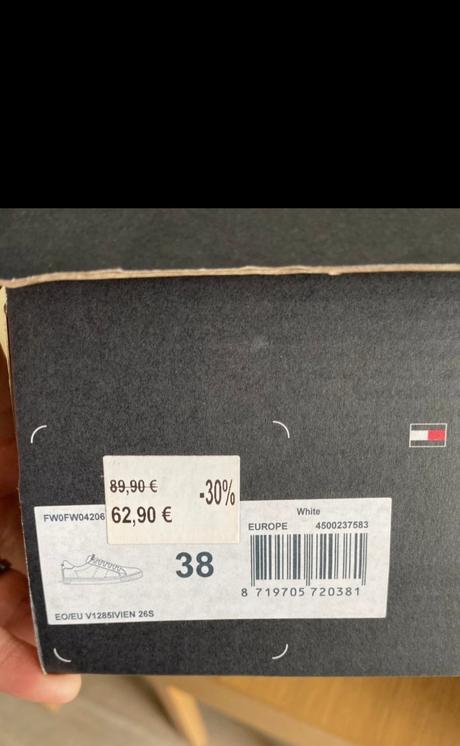 89,90 €
-30%
62,90 €
FW0FW04206
White
EUROPE 4500237583
38
8 719705 720381
EO/EU V1285IVIEN 26S